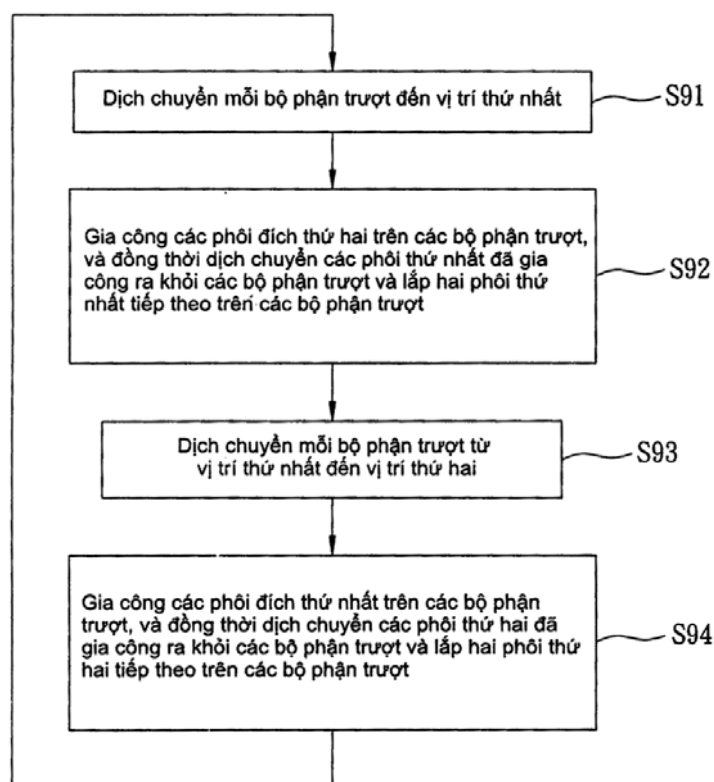 Dịch chuyển mỗi bộ phận trượt đến vị trí thứ nhất
S91
Gia công các phôi đích thứ hai trên các bộ phận trượt,
và đồng thời dịch chuyển các phôi thứ nhất đã gia
công ra khỏi các bộ phận trượt và lắp hai phôi thứ
nhất tiếp theo trên các bộ phận trượt
S92
Dịch chuyển mỗi bộ phận trượt từ
vị trí thứ nhất đến vị trí thứ hai
S93
Gia công các phôi đích thứ nhất trên các bộ phận
trượt, và đồng thời dịch chuyển các phôi thứ hai đã
gia công ra khỏi các bộ phận trượt và lắp hai phôi thứ
hai tiếp theo trên các bộ phận trượt
S94